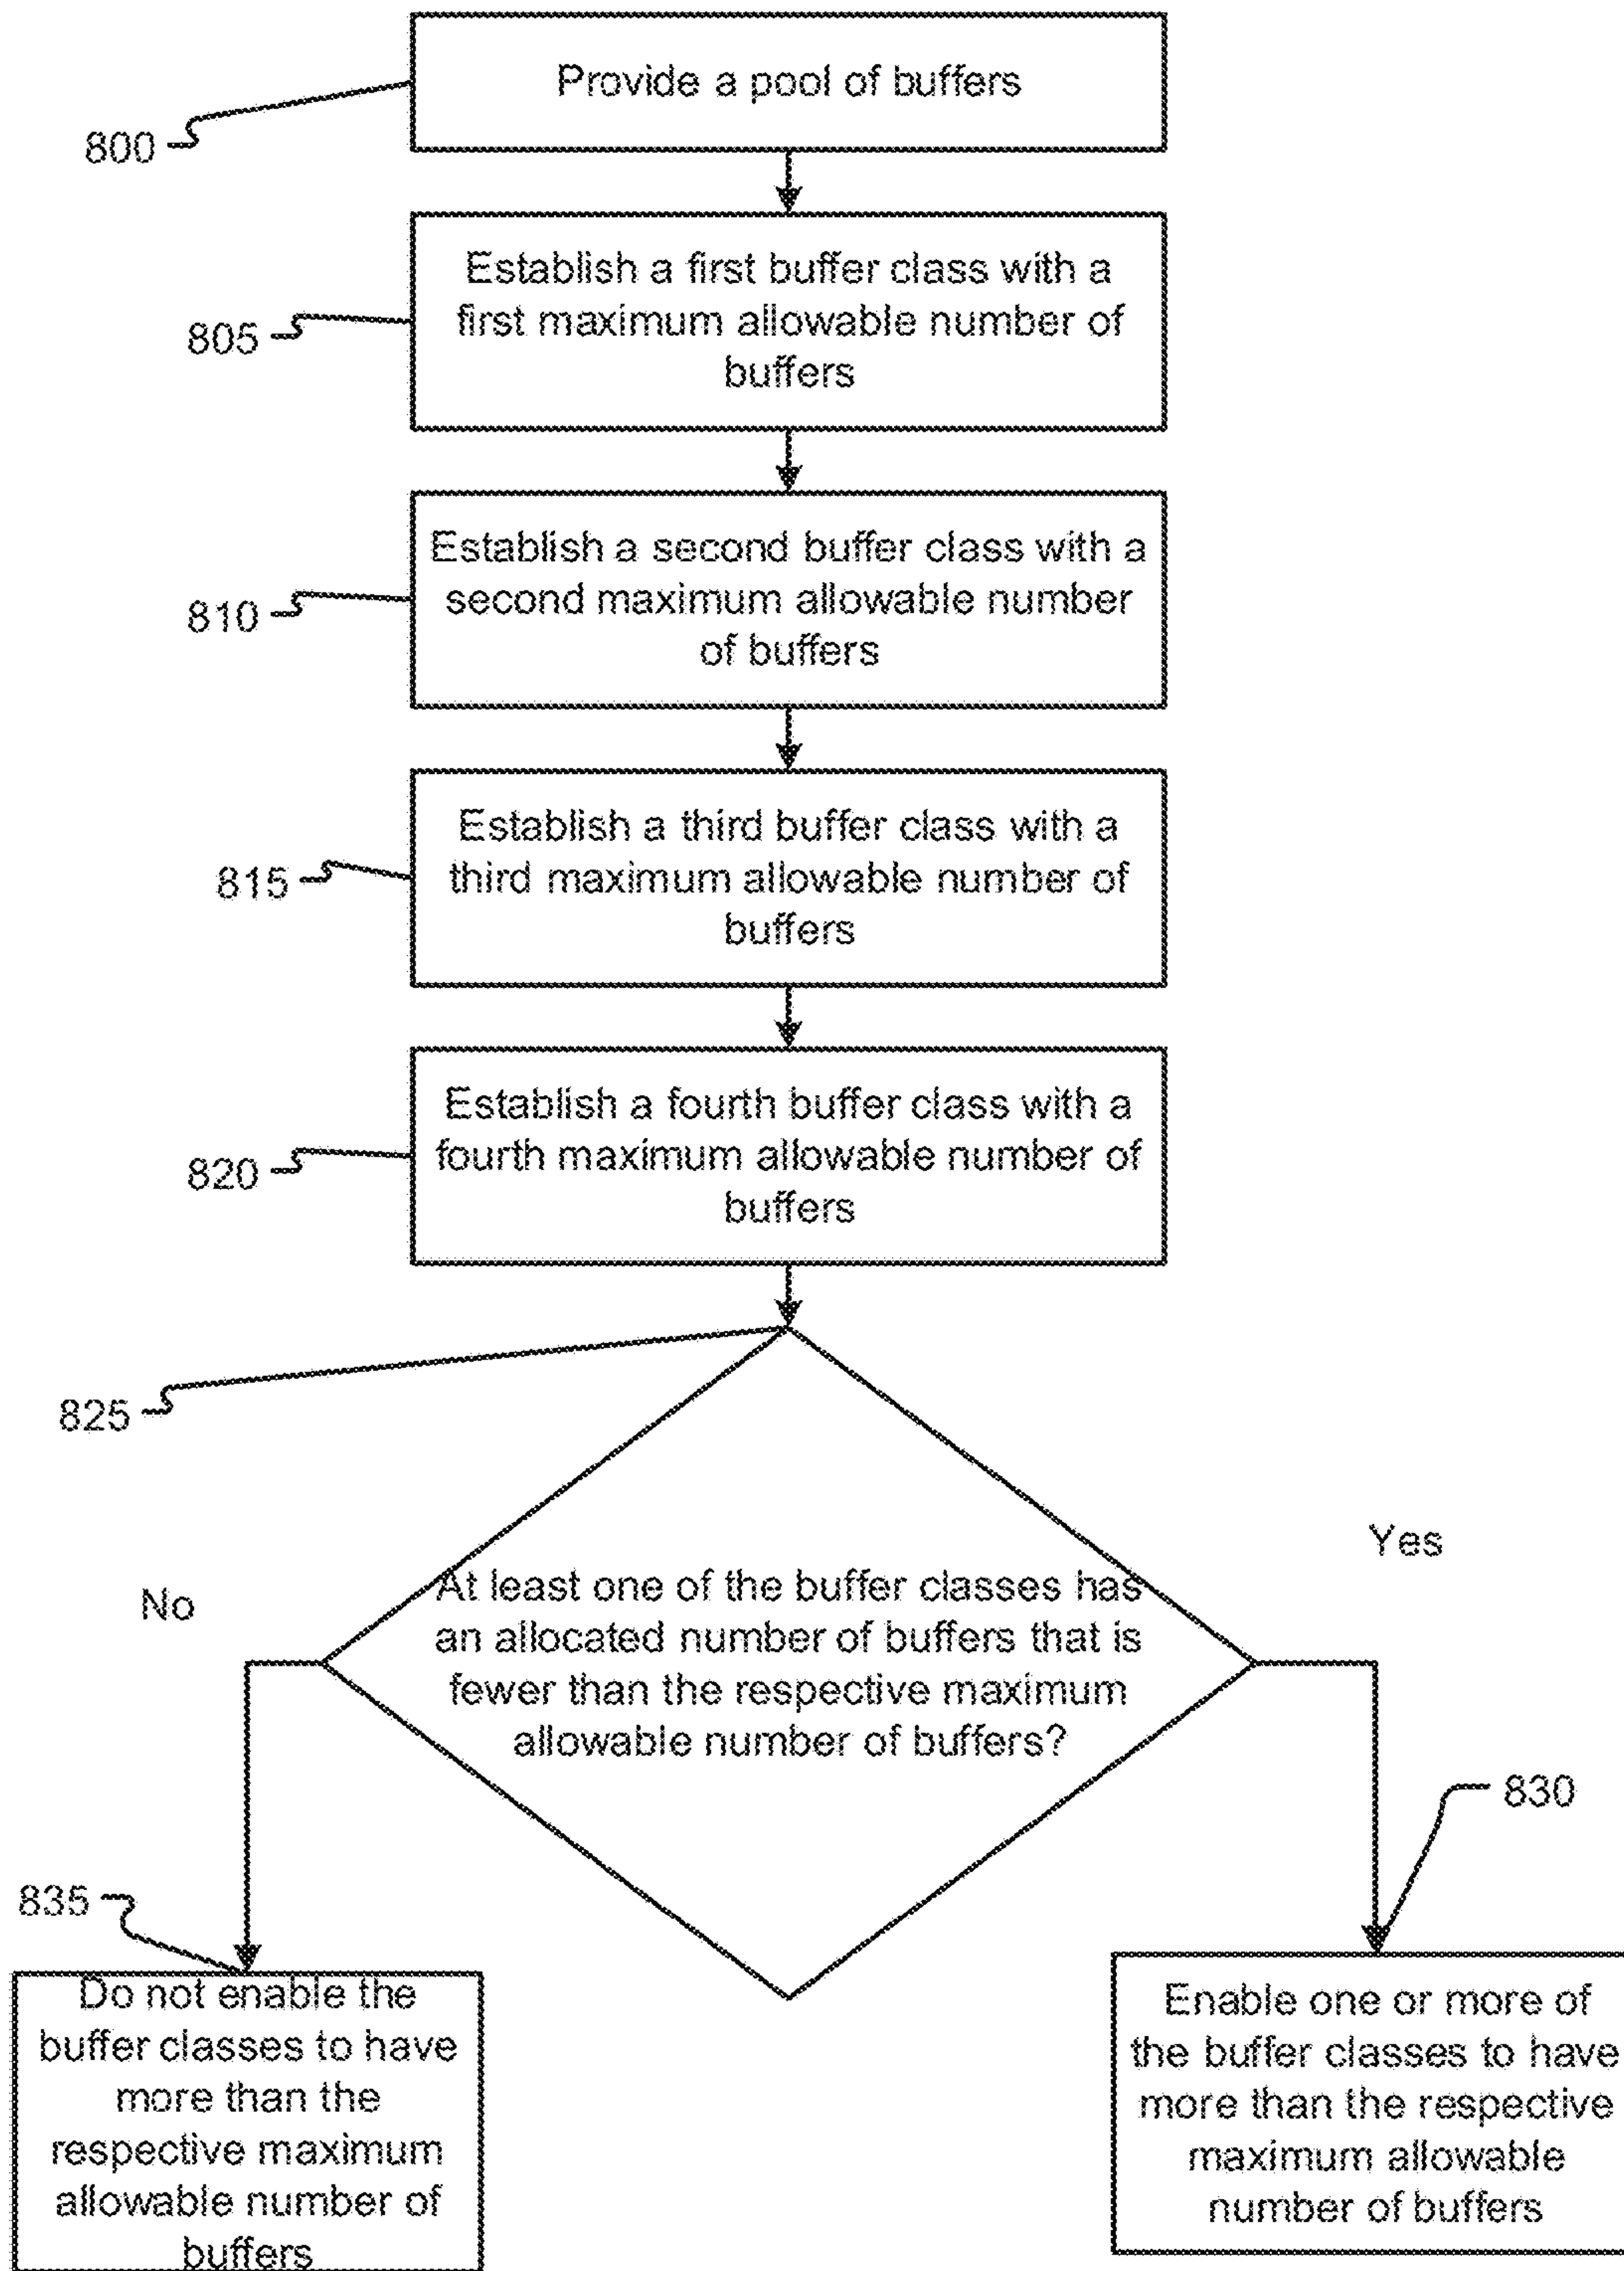 Provide a pool of buffers
800
Establish a first buffer class with a
first maximum allowable number of
buffers
805
Establish a second buffer class with a
second maximum allowable number
of buffers
810
Establish a third buffer class with a
third maximum allowable number of
buffers
815
Establish a fourth buffer class with a
fourth maximum allowable number of
buffers
820
825
At least one of the buffer classes has
an allocated number of buffers that is
fewer than the respective maximum
allowable number of buffers?
No
Yes
835
Do not enable the
buffer classes to have
more than the
respective maximum
allowable number of
buffers
830
Enable one or more of
the buffer classes to have
more than the respective
maximum allowable
number of buffers